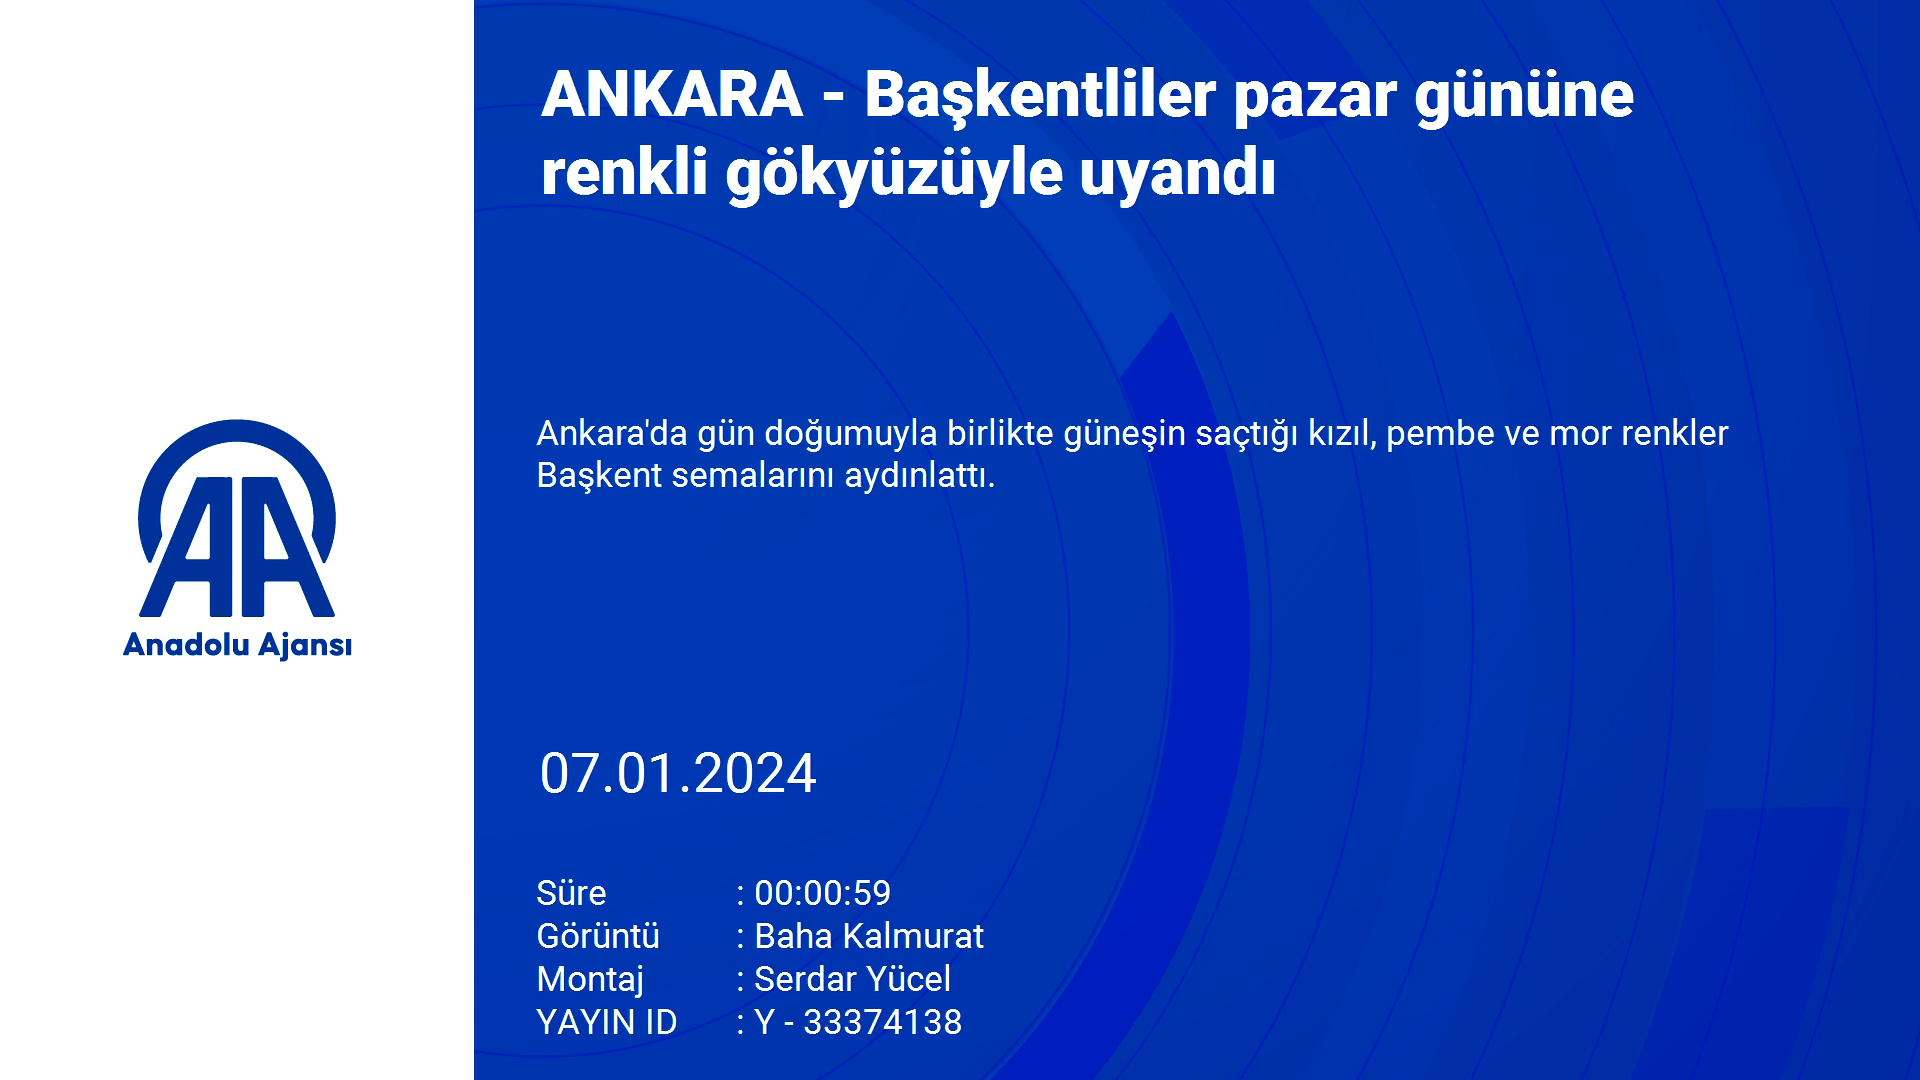 ANKARA - Başkentliler pazar gününe
renkli gökyüzüyle uyandı
Ankara'da gün doğumuyla birlikte güneşin saçtığı kızıl, pembe ve mor renkler
Başkent semalarını aydınlattı.
AA
Anadolu Ajansı
07.01.2024
Süre : 00:00:59
Görüntü : Baha Kalmurat
Montaj : Serdar Yücel
YAYIN ID : Y - 33374138